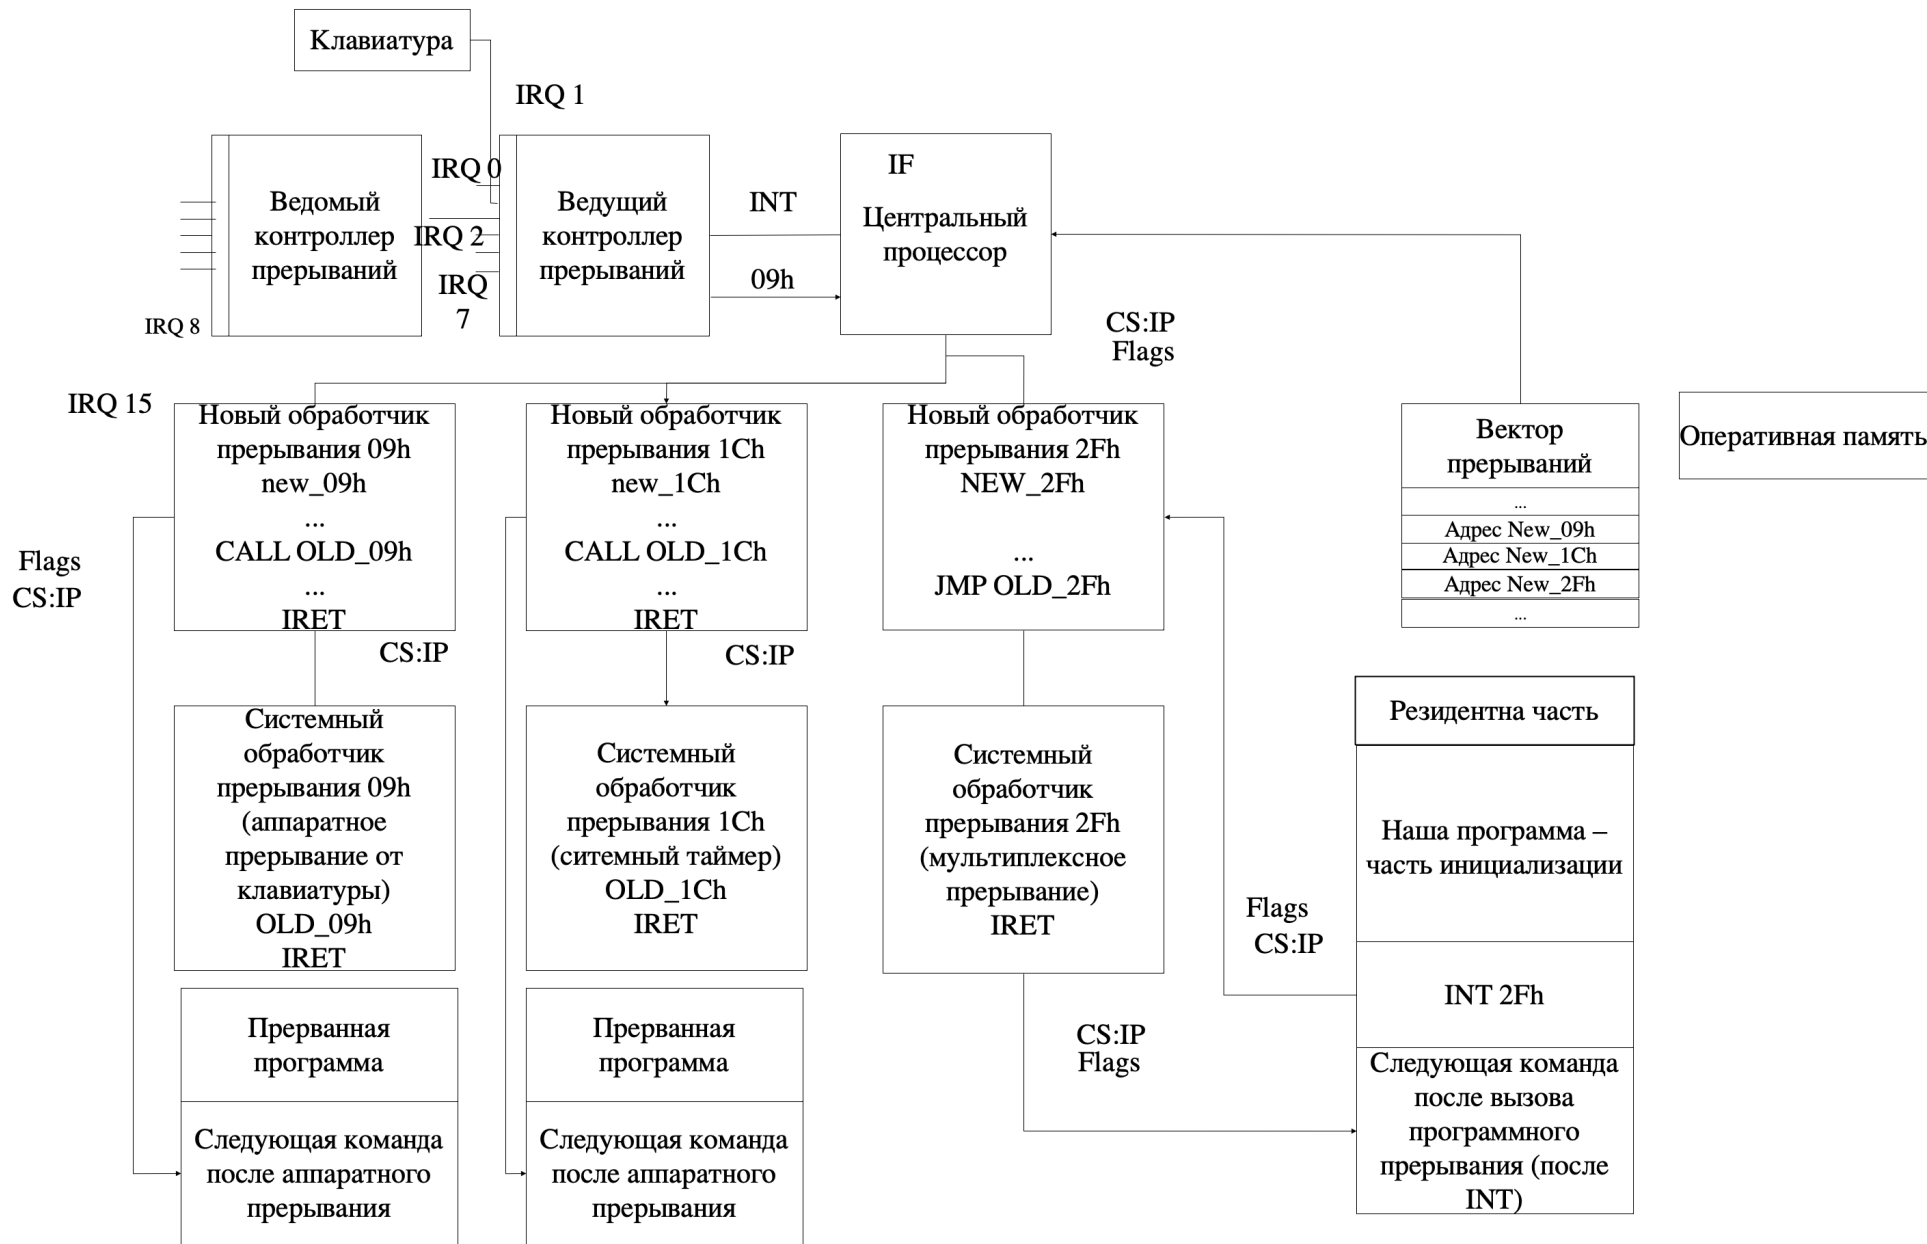 Клавиатура
IRQ 1
IRQ 0
IRQ 2
IRQ
7
Ведомый
контроллер
прерываний
IRQ 8
IRQ 15
Ведущий
контроллер
прерываний
INT
09h
IF
Центральный
процессор
CS:IP
Flags
Новый обработчик
прерывания 09h
new_09h
...
CALL OLD_09h
...
IRET
Новый обработчик
прерывания 1Ch
new_1Ch
...
CALL OLD_1Ch
...
IRET
Новый обработчик
прерывания 2Fh
NEW_2Fh
...
JMP OLD_2Fh
Вектор
прерываний
...
Адрес New_09h
Адрес New_1Ch
Адрес New_2Fh
...
Оперативная память
Flags
CS:IP
CS:IP
CS:IP
Системный
обработчик
прерывания 09h
(аппаратное
прерывание от
клавиатуры)
OLD_09h
IRET
Системный
обработчик
прерывания 1Ch
(ситемный таймер)
OLD_1Ch
IRET
Системный
обработчик
прерывания 2Fh
(мультиплексное
прерывание)
IRET
Резидентна часть
Наша программа –
часть инициализации
INT 2Fh
Следующая команда
после вызова
программного
прерывания (после
INT)
Flags
CS:IP
CS:IP
Flags
Прерванная
программа
Следующая команда
после аппаратного
прерывания
Прерванная
программа
Следующая команда
после аппаратного
прерывания